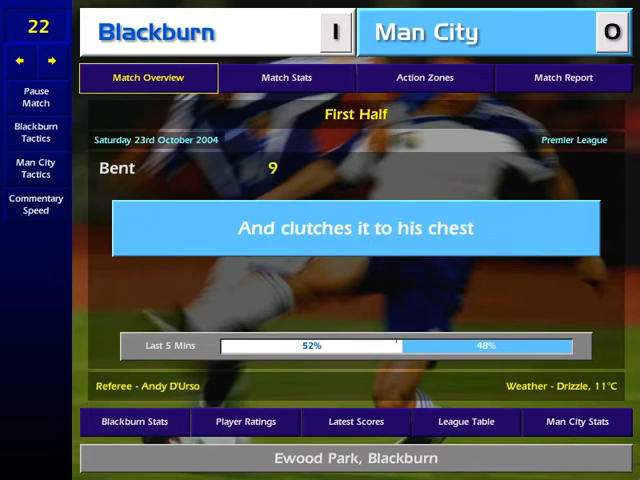 22
Blackburn 1
Man City 0
Pause
Match
Blackburn
Tactics
Man City
Tactics
Commentary
Speed
Match Overview
Match Stats
Action Zones
Match Report
First Half
Saturday 23rd October 2004
Premier League
Bent 9
And clutches it to his chest
Last 5 Mins
52%
48%
Referee - Andy D'Urso
Weather - Drizzle, 11°C
Blackburn Stats
Player Ratings
Latest Scores
League Table
Man City Stats
Ewood Park, Blackburn